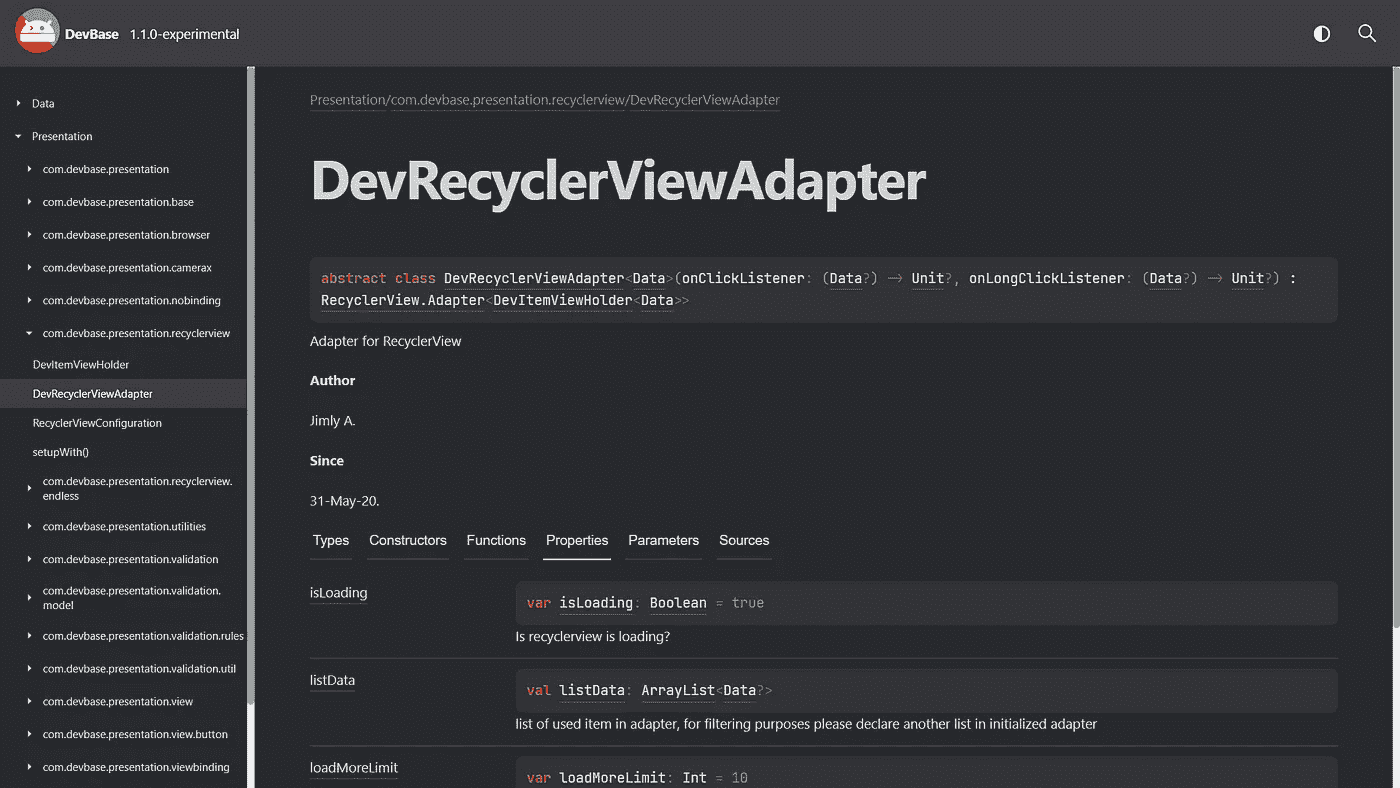 DevBase 1.1.0-experimental
Data
Presentation
com.devbase.presentation
com.devbase.presentation.base
com.devbase.presentation.browser
com.devbase.presentation.camerax
com.devbase.presentation.nobinding
com.devbase.presentation.recyclerview
DevItemViewHolder
DevRecyclerViewAdapter
RecyclerViewConfiguration
setupWith()
com.devbase.presentation.recyclerview.
endless
com.devbase.presentation.utilities
com.devbase.presentation.validation
com.devbase.presentation.validation.
model
com.devbase.presentation.validation.rules
com.devbase.presentation.validation.util
com.devbase.presentation.view
com.devbase.presentation.view.button
com.devbase.presentation.viewbinding
Presentation/com.devbase.presentation.recyclerview/DevRecyclerViewAdapter
DevRecyclerViewAdapter
abstract class DevRecyclerViewAdapter<Data>(onClickListener: (Data?) -> Unit?, onLongClickListener: (Data?) -> Unit?) :
RecyclerView.Adapter<DevItemViewHolder<Data>>
Adapter for RecyclerView
Author
Jimly A.
Since
31-May-20.
Types Constructors Functions Properties Parameters Sources
isLoading
var isLoading: Boolean = true
Is recyclerview is loading?
listData
val listData: ArrayList<Data?>
list of used item in adapter, for filtering purposes please declare another list in initialized adapter
loadMoreLimit
var loadMoreLimit: Int = 10